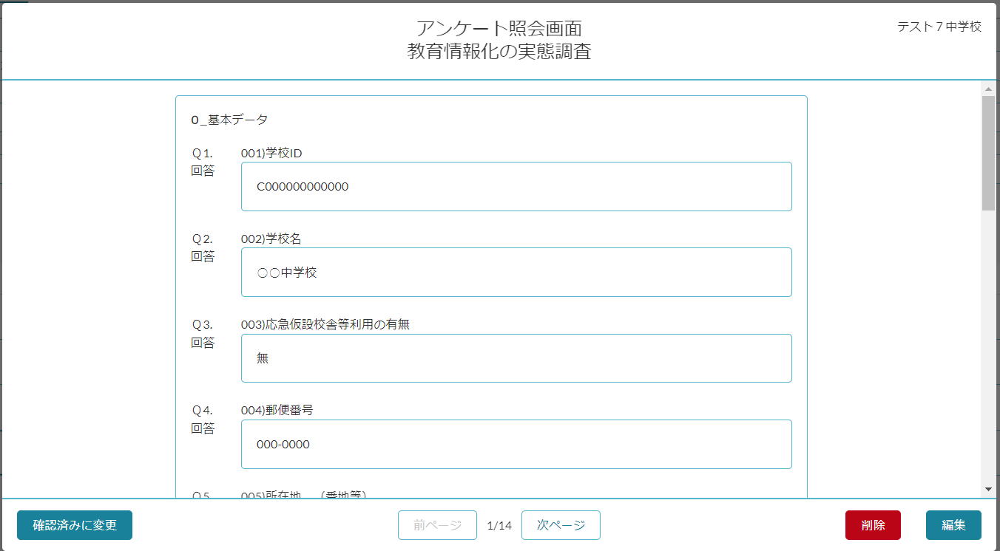 アンケート照会画面
教育情報化の実態調査
テスト７中学校
0_基本データ
Ｑ1. 001)学校ID
回答
C000000000000
Ｑ2. 002)学校名
回答
○○中学校
Ｑ3. 003)応急仮設校舎等利用の有無
回答
無
Ｑ4. 004)郵便番号
回答
000-0000
Ｑ5. 005)所在地　（番地等）
確認済みに変更
前ページ
1/14
次ページ
削除
編集